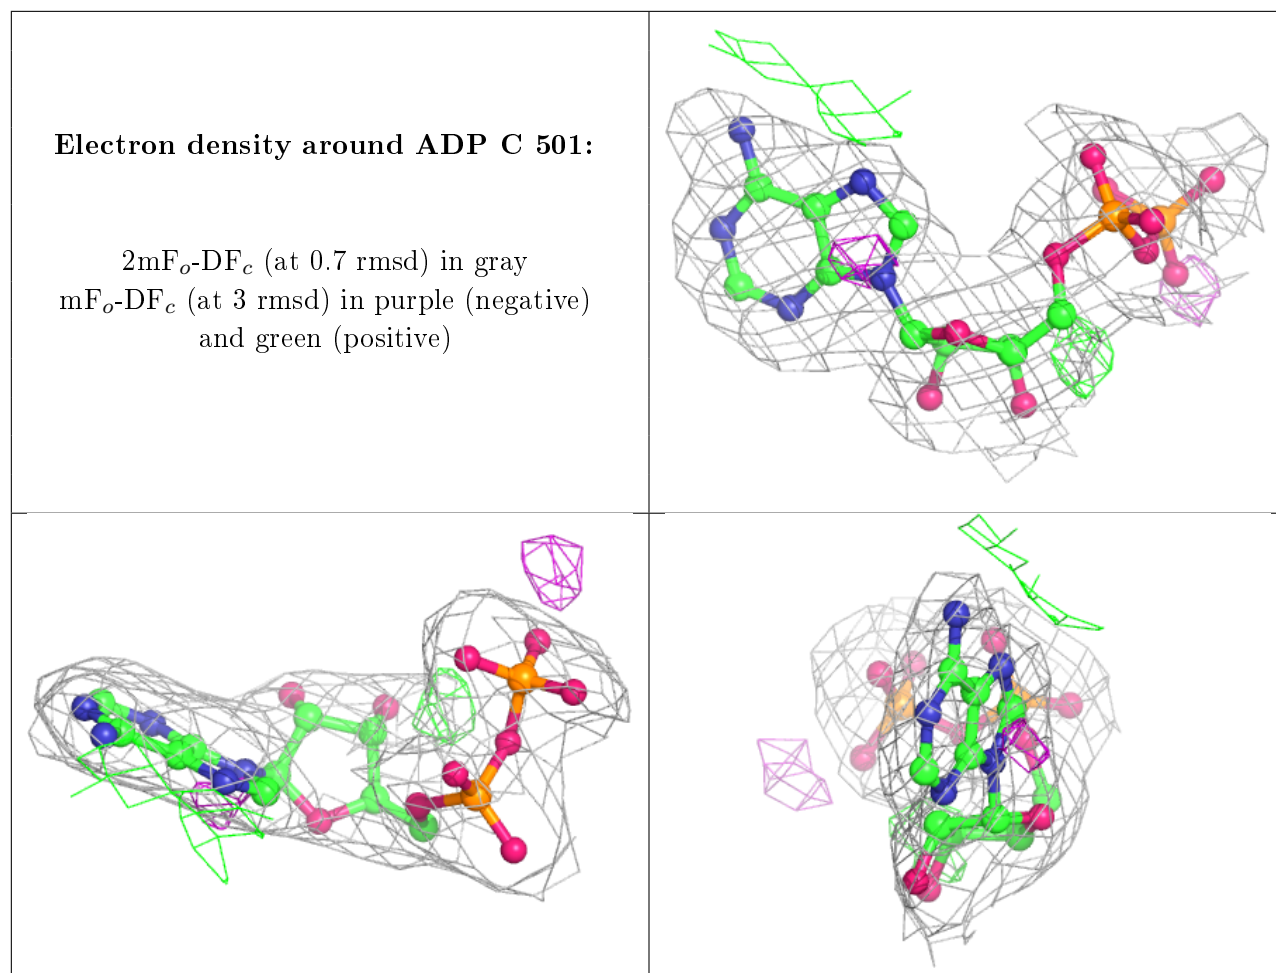 Electron density around ADP C 501:
2mFo-DFc (at 0.7 rmsd) in gray
mFo-DFc (at 3 rmsd) in purple (negative)
and green (positive)